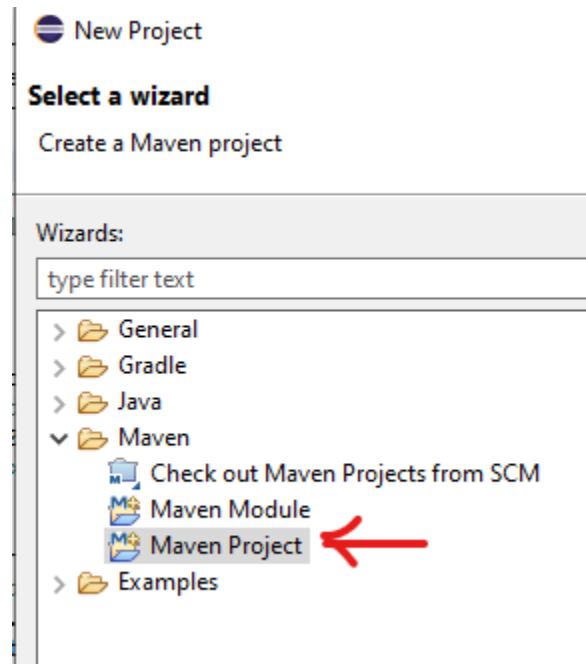 New Project
Select a wizard
Create a Maven project
Wizards:
type filter text
General
Gradle
Java
Maven
Check out Maven Projects from SCM
Maven Module
Maven Project
Examples